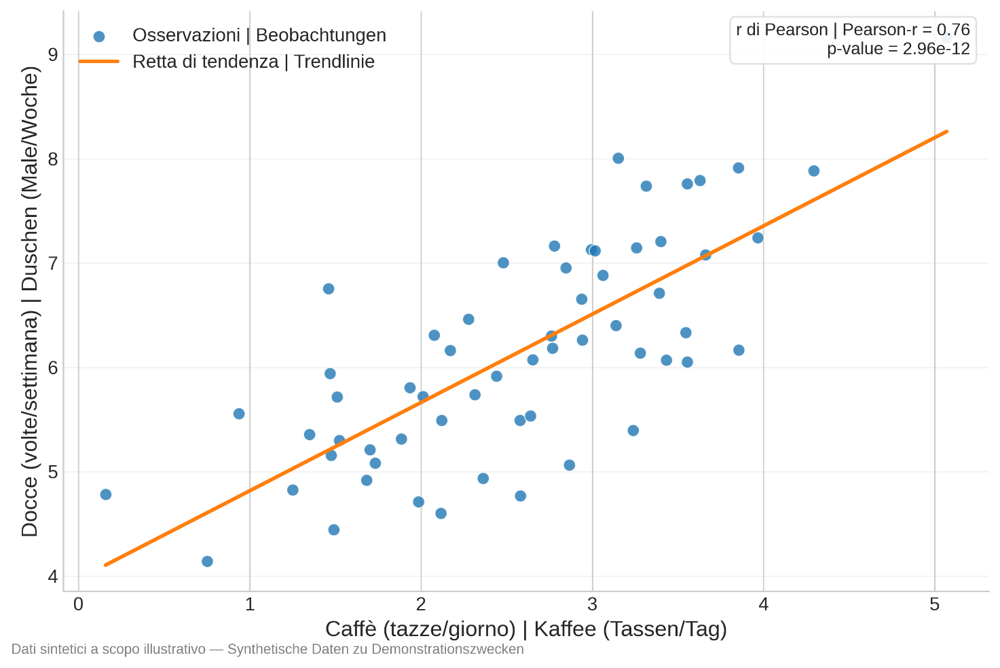 Osservazioni | Beobachtungen
Retta di tendenza | Trendlinie
r di Pearson | Pearson-r = 0.76
p-value = 2.96e-12
Docce (volte/settimana) | Duschen (Male/Woche)
9
8
7
6
5
4
0 1 2 3 4 5
Caffè (tazze/giorno) | Kaffee (Tassen/Tag)
Dati sintetici a scopo illustrativo — Synthetische Daten zu Demonstrationszwecken